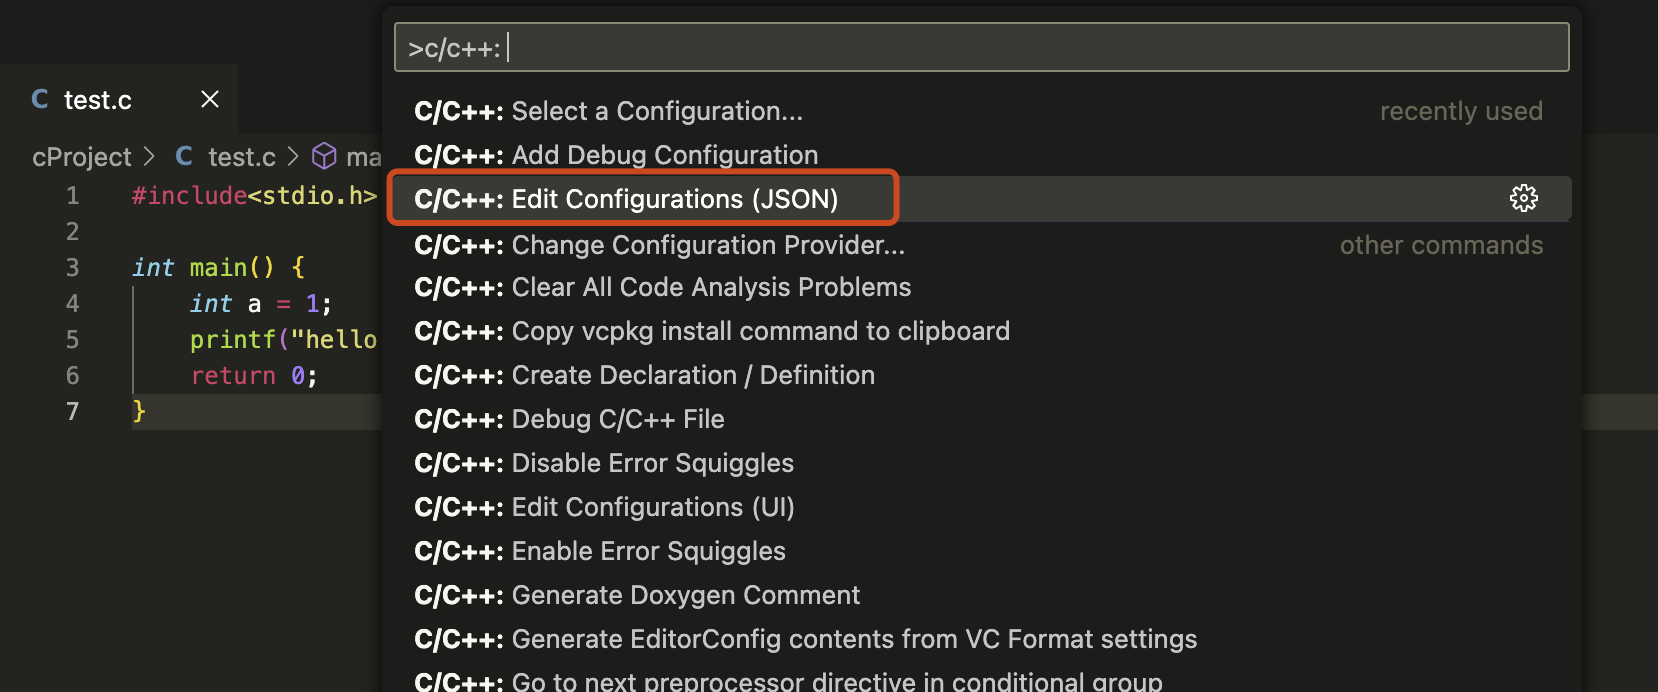 >c/c++:
C test.c ×
cProject > C test.c > ma
1 #include<stdio.h>
2
3 int main() {
4 int a = 1;
5 printf("hello
6 return 0;
7 }
C/C++: Select a Configuration... recently used
C/C++: Add Debug Configuration
C/C++: Edit Configurations (JSON)
C/C++: Change Configuration Provider... other commands
C/C++: Clear All Code Analysis Problems
C/C++: Copy vcpkg install command to clipboard
C/C++: Create Declaration / Definition
C/C++: Debug C/C++ File
C/C++: Disable Error Squiggles
C/C++: Edit Configurations (UI)
C/C++: Enable Error Squiggles
C/C++: Generate Doxygen Comment
C/C++: Generate EditorConfig contents from VC Format settings
C/C++: Go to next preprocessor directive in conditional group